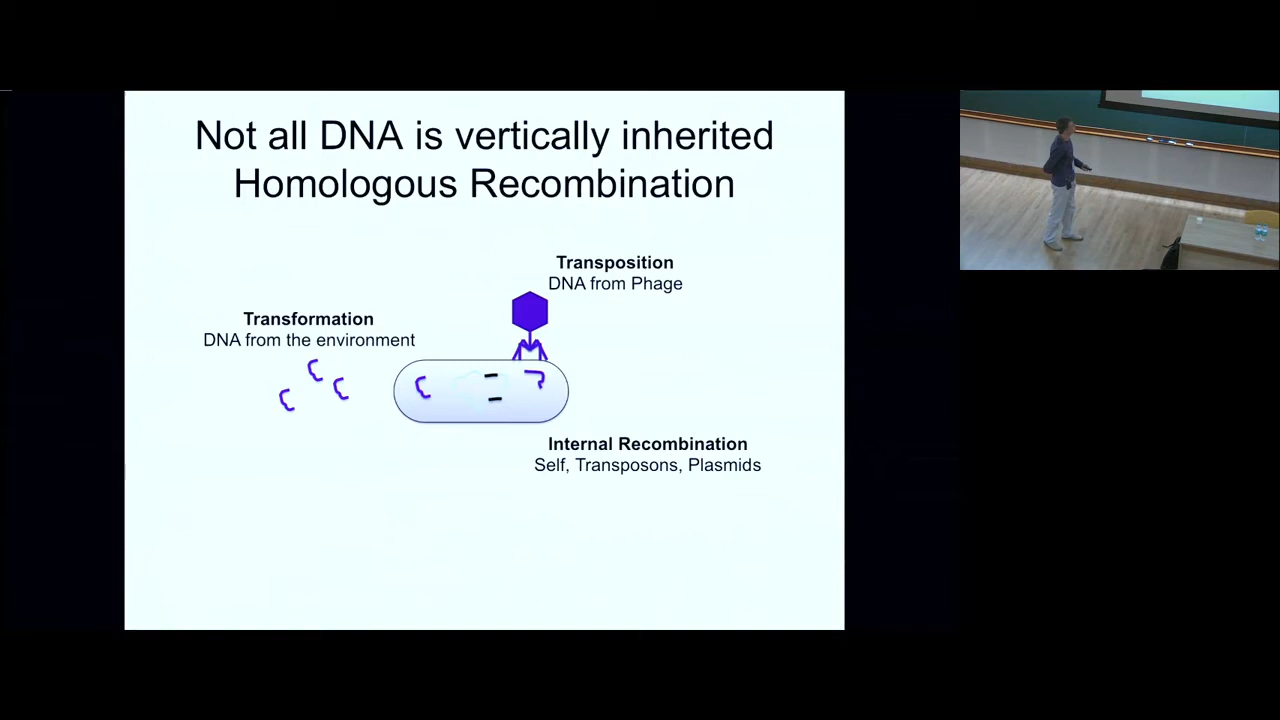 Not all DNA is vertically inherited
Homologous Recombination
Transposition
DNA from Phage
Transformation
DNA from the environment
Internal Recombination
Self, Transposons, Plasmids